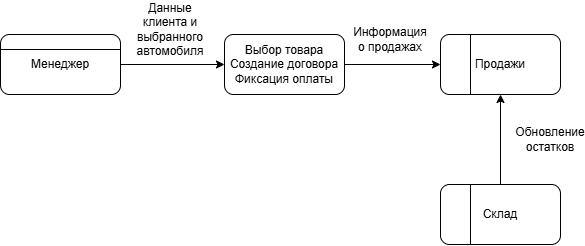 Данные
клиента и
выбранного
автомобиля
Менеджер
Выбор товара
Создание договора
Фиксация оплаты
Информация
о продажах
Продажи
Обновление
остатков
Склад